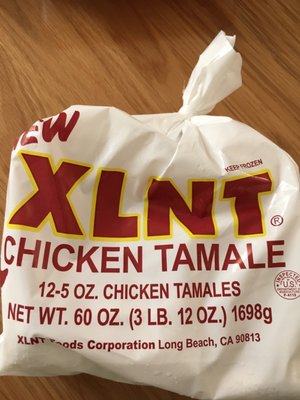 NEW
XLNT®
KEEP FROZEN
CHICKEN TAMALE
12-5 OZ. CHICKEN TAMALES
NET WT. 60 OZ. (3 LB. 12 OZ.) 1698g
XLNT Foods Corporation Long Beach, CA 90813
INSPECTED
U.S.